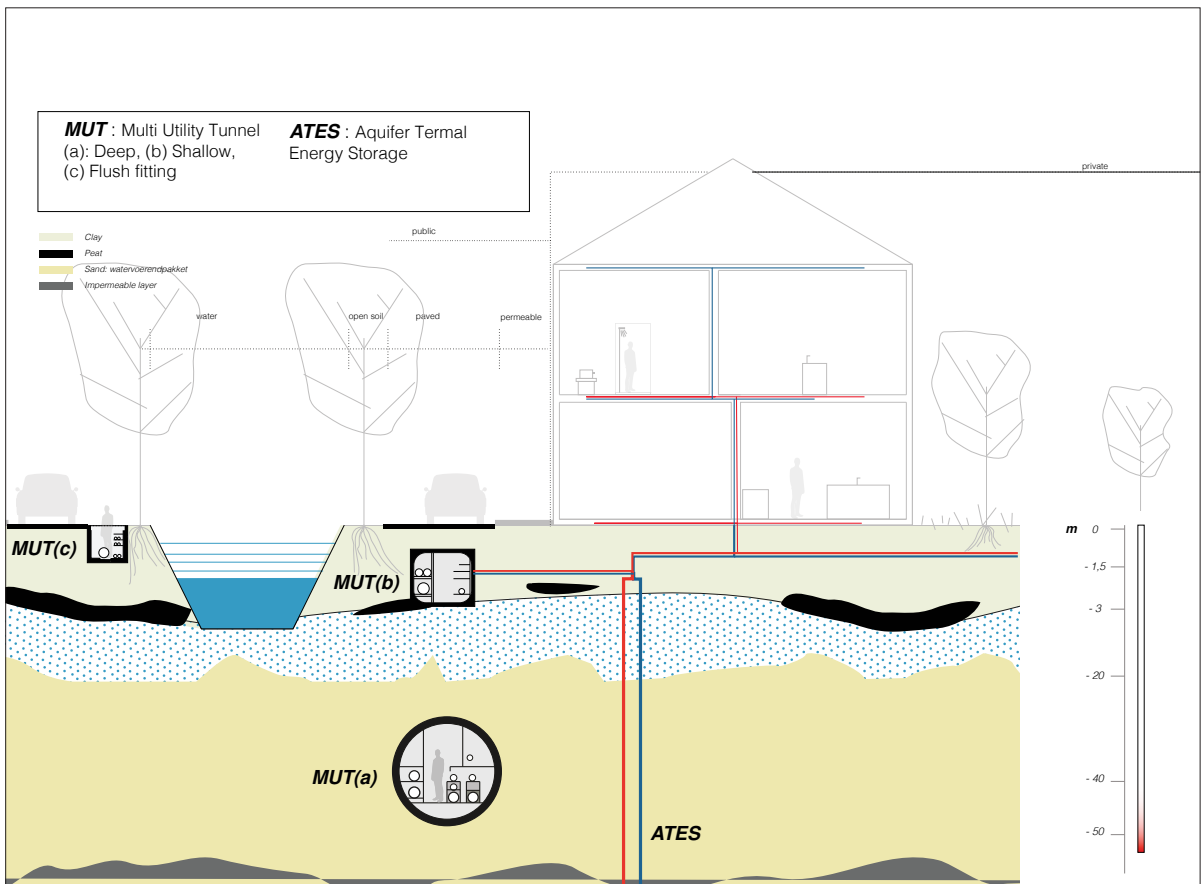 MUT : Multi Utility Tunnel
(a): Deep, (b) Shallow,
(c) Flush fitting
ATES : Aquifer Termal
Energy Storage
private
public
Clay
Peat
Sand: watervoerendpakket
Impermeable layer
water
open soil
paved
permeable
MUT(c)
MUT(b)
MUT(a)
ATES
m 0
- 1,5
- 3
- 20
- 40
- 50